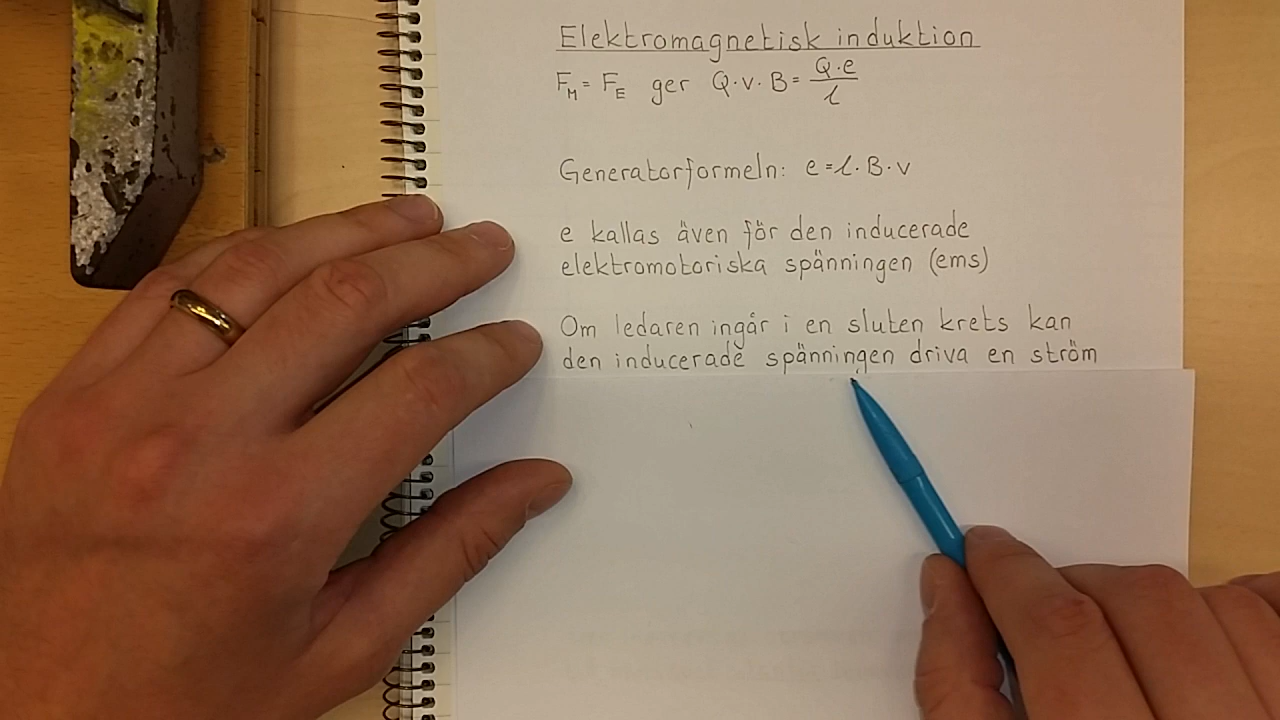 Elektromagnetisk induktion
F_M = F_E ger Q·v·B = Q·e/l
Generatorformeln: e = l·B·v
e kallas även för den inducerade
elektromotoriska spänningen (ems)
Om ledaren ingår i en sluten krets kan
den inducerade spänningen driva en ström